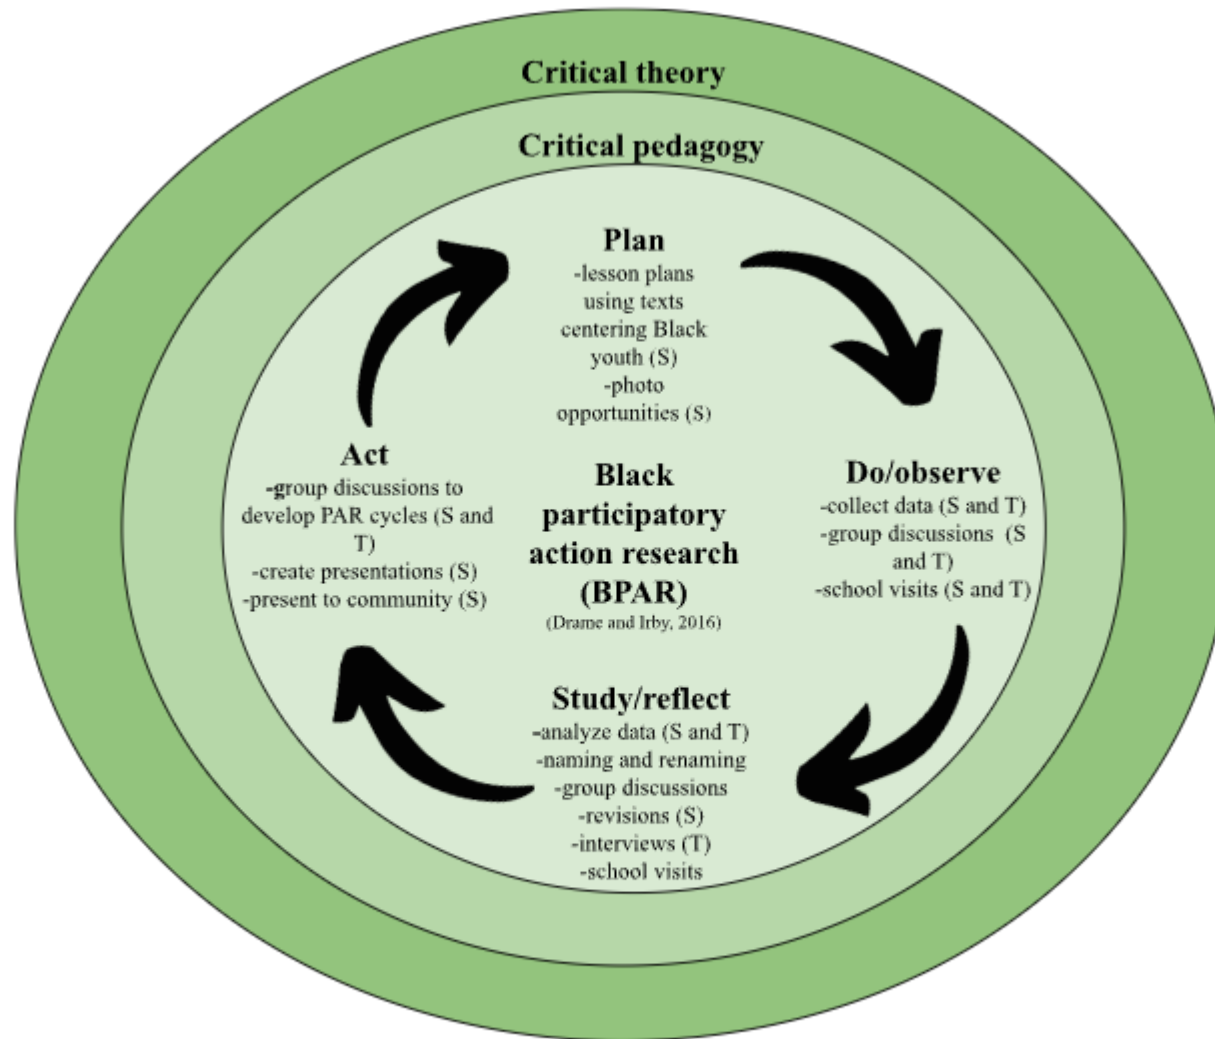 Critical theory
Critical pedagogy
Plan
-lesson plans
using texts
centering Black
youth (S)
-photo
opportunities (S)
Do/observe
-collect data (S and T)
-group discussions (S
and T)
-school visits (S and T)
Study/reflect
-analyze data (S and T)
-naming and renaming
-group discussions
-revisions (S)
-interviews (T)
-school visits
Act
-group discussions to
develop PAR cycles (S and
T)
-create presentations (S)
-present to community (S)
Black
participatory
action research
(BPAR)
(Drame and Irby, 2016)